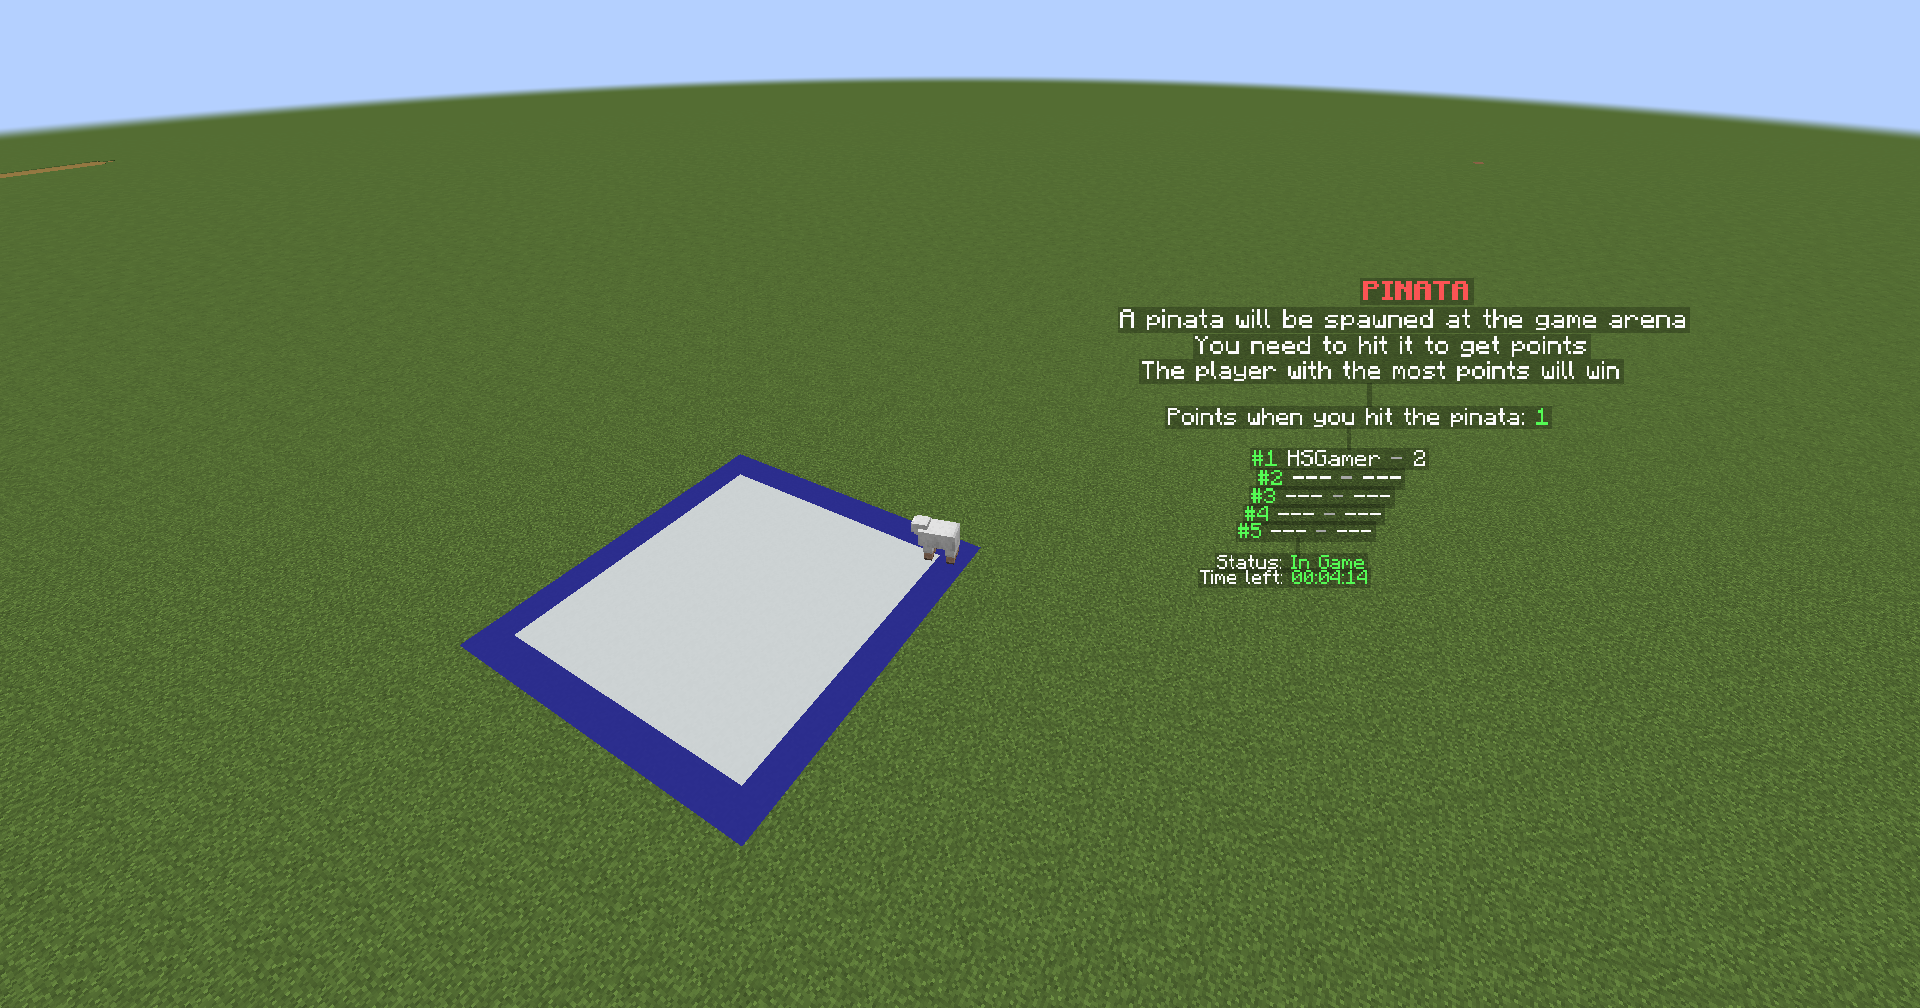 PINATA
A pinata will be spawned at the game arena
You need to hit it to get points
The player with the most points will win
Points when you hit the pinata: 1
#1 HSGamer - 2
#2 --- - ---
#3 --- - ---
#4 --- - ---
#5 --- - ---
Status: In Game
Time left: 00:04:14